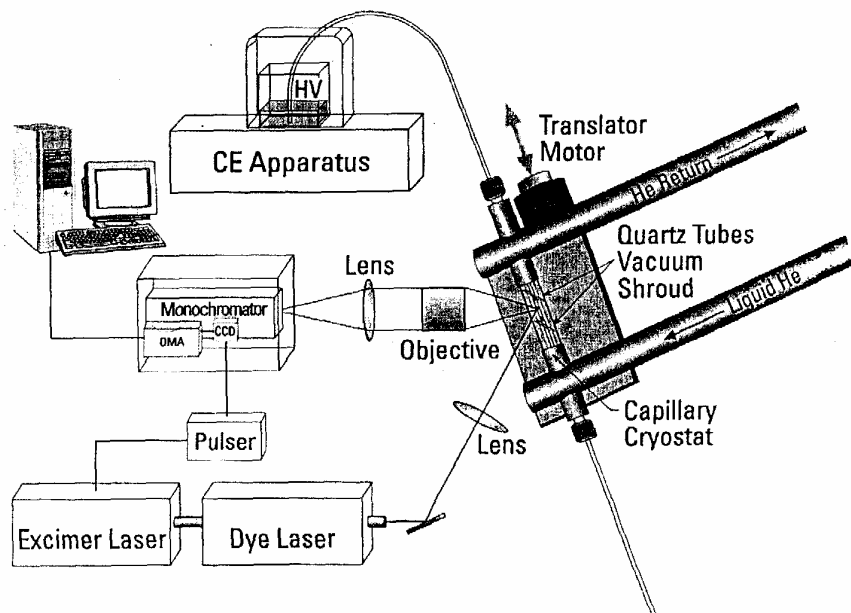 HV
CE Apparatus
Translator
Motor
He Return
Quartz Tubes
Vacuum
Shroud
Liquid He
Lens
Monochromator
CCD
OMA
Objective
Capillary
Cryostat
Lens
Pulser
Excimer Laser
Dye Laser